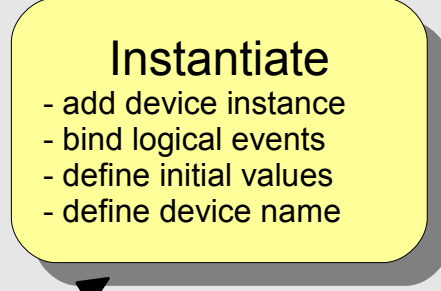 Instantiate
- add device instance
- bind logical events
- define initial values
- define device name